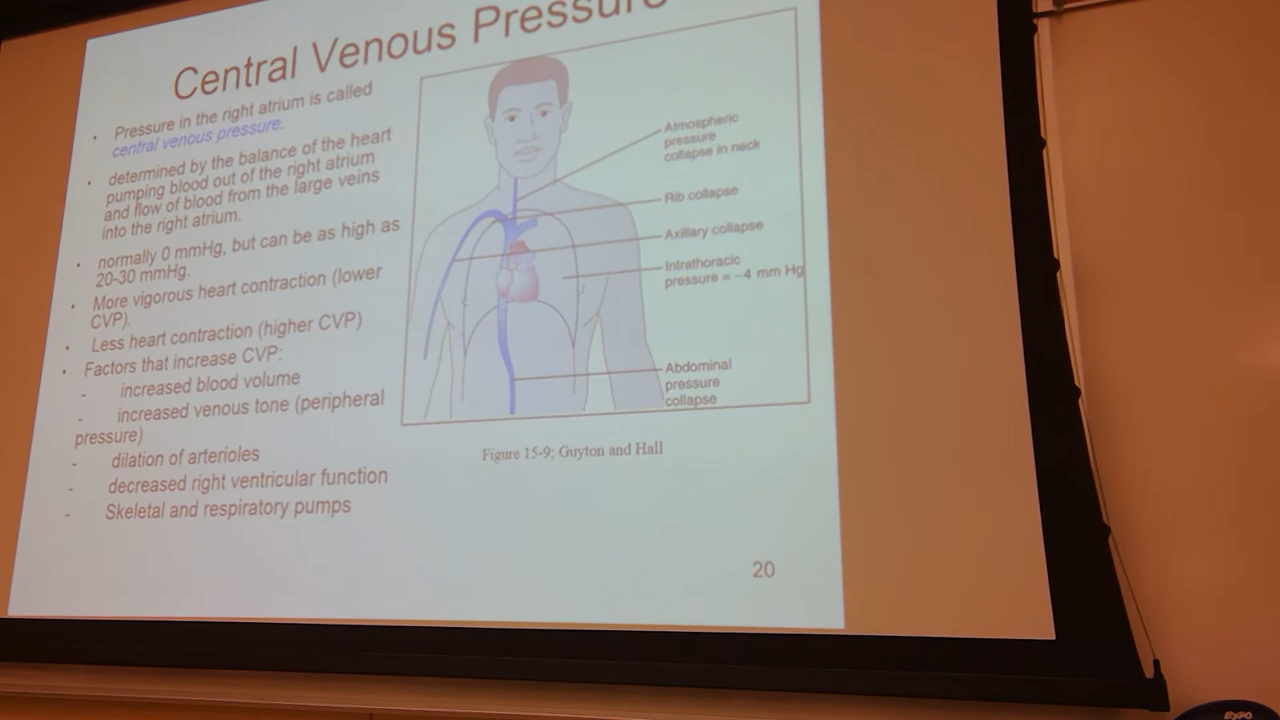 Central Venous Pressure
• Pressure in the right atrium is called
central venous pressure.
• determined by the balance of the heart
pumping blood out of the right atrium
and flow of blood from the large veins
into the right atrium.
• normally 0 mmHg, but can be as high as
20-30 mmHg.
• More vigorous heart contraction (lower
CVP).
• Less heart contraction (higher CVP)
• Factors that increase CVP:
- increased blood volume
- increased venous tone (peripheral
pressure)
- dilation of arterioles
- decreased right ventricular function
- Skeletal and respiratory pumps
Atmospheric
pressure
collapse in neck
Rib collapse
Axillary collapse
Intrathoracic
pressure = -4 mm Hg
Abdominal
pressure
collapse
Figure 15-9; Guyton and Hall
20
EXPO